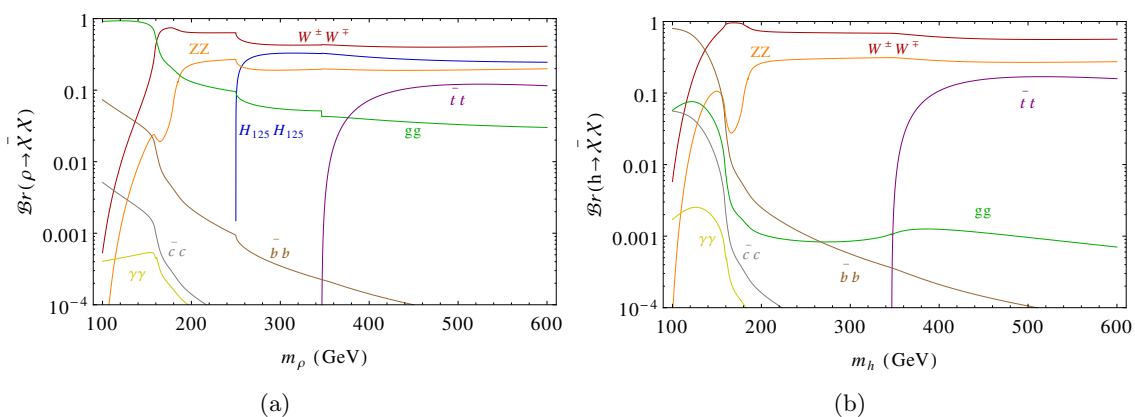 1
0.1
0.01
0.001
10⁻⁴
100 200 300 400 500 600
ℬr(ρ→X̄X)
m_ρ (GeV)
W±W∓
ZZ
t̄ t
H₁₂₅ H₁₂₅
gg
c̄ c
γγ
b̄ b
(a)
1
0.1
0.01
0.001
10⁻⁴
100 200 300 400 500 600
ℬr(h→X̄X)
m_h (GeV)
W±W∓
ZZ
t̄ t
gg
γγ
c̄ c
b̄ b
(b)